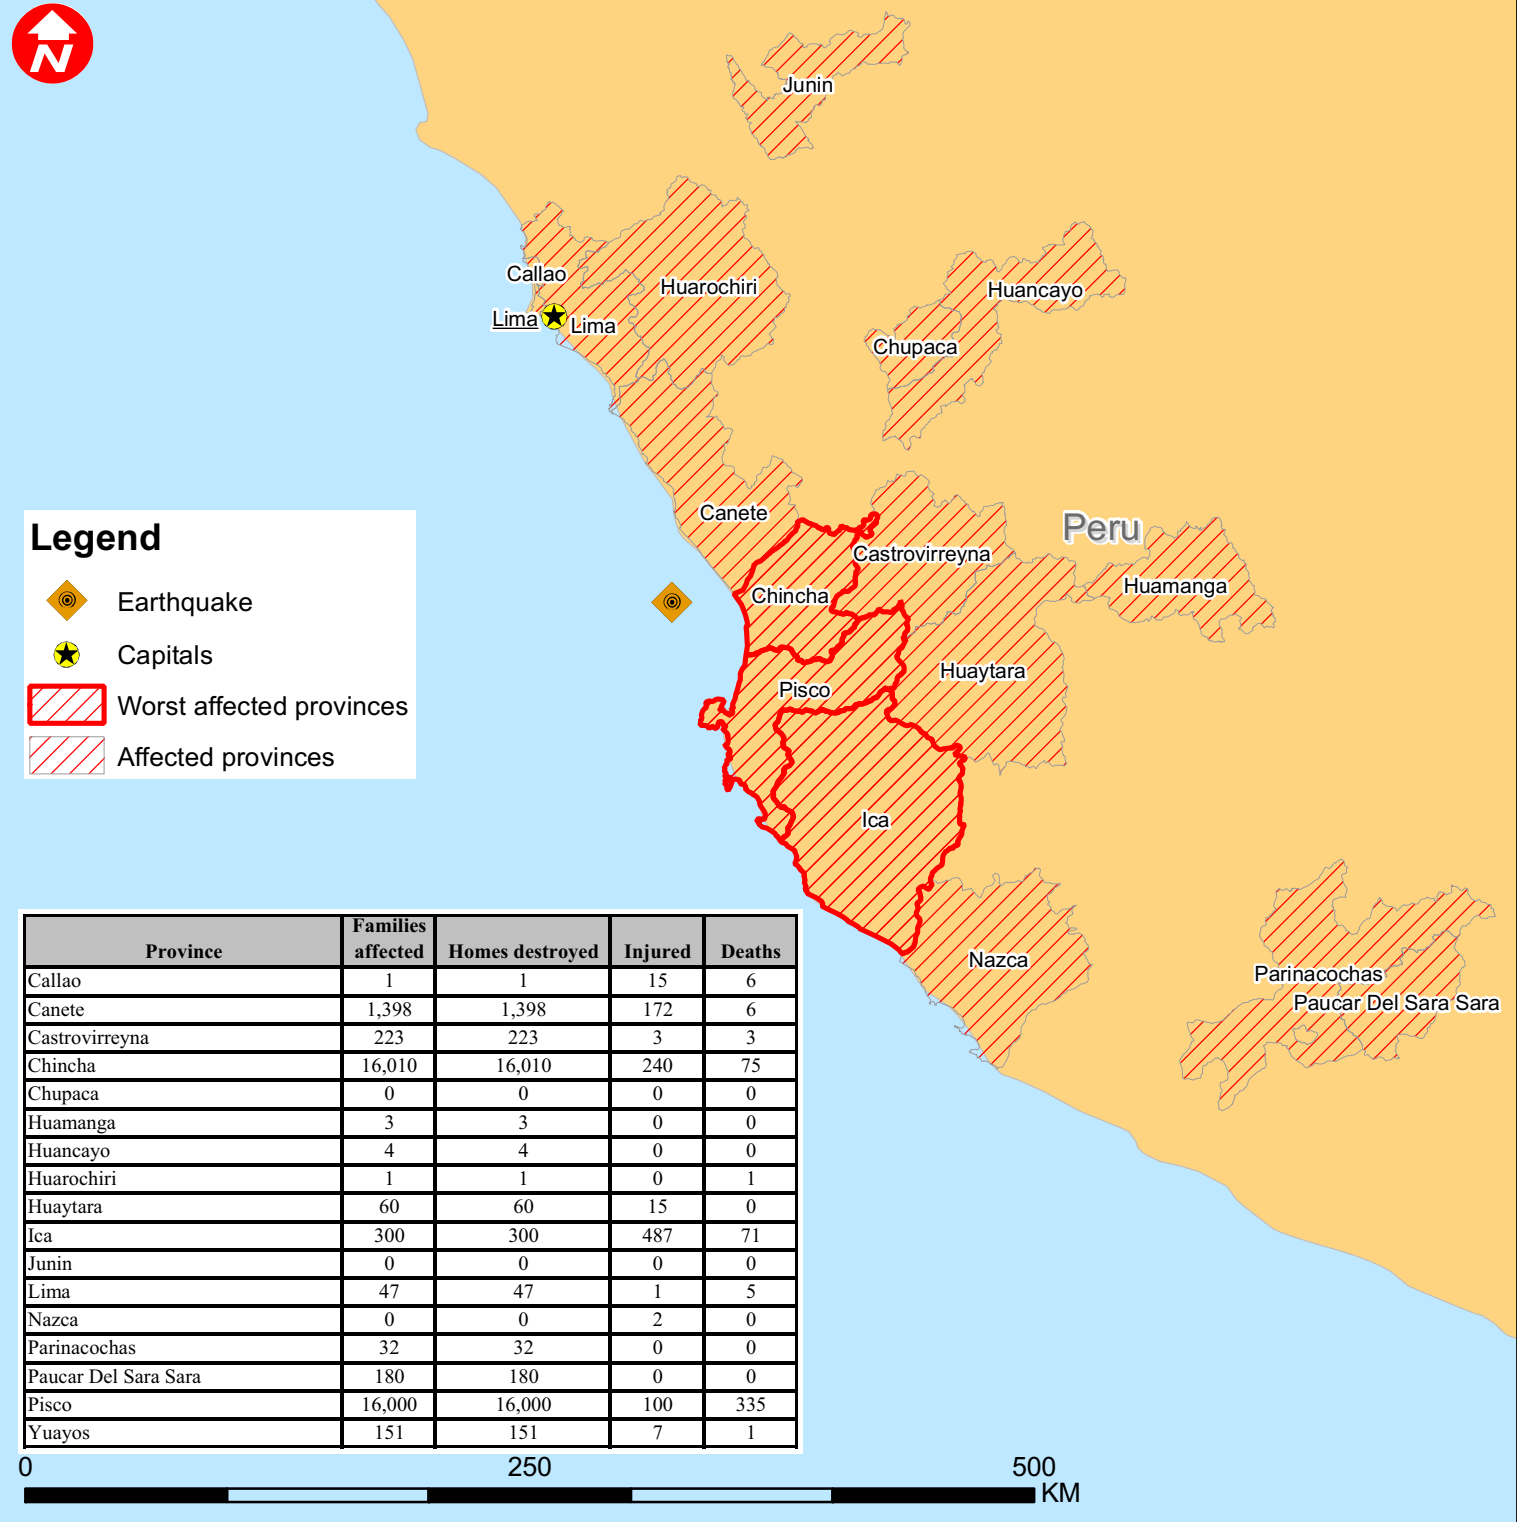 N
Junin
Callao
Huarochiri
Huancayo
Lima
Lima
Chupaca
Canete
Peru
Castrovirreyna
Huamanga
Chincha
Huaytara
Pisco
Ica
Nazca
Parinacochas
Paucar Del Sara Sara
Legend
Earthquake
Capitals
Worst affected provinces
Affected provinces
Province Families affected Homes destroyed Injured Deaths
Callao 1 1 15 6
Canete 1,398 1,398 172 6
Castrovirreyna 223 223 3 3
Chincha 16,010 16,010 240 75
Chupaca 0 0 0 0
Huamanga 3 3 0 0
Huancayo 4 4 0 0
Huarochiri 1 1 0 1
Huaytara 60 60 15 0
Ica 300 300 487 71
Junin 0 0 0 0
Lima 47 47 1 5
Nazca 0 0 2 0
Parinacochas 32 32 0 0
Paucar Del Sara Sara 180 180 0 0
Pisco 16,000 16,000 100 335
Yuayos 151 151 7 1
0 250 500
KM